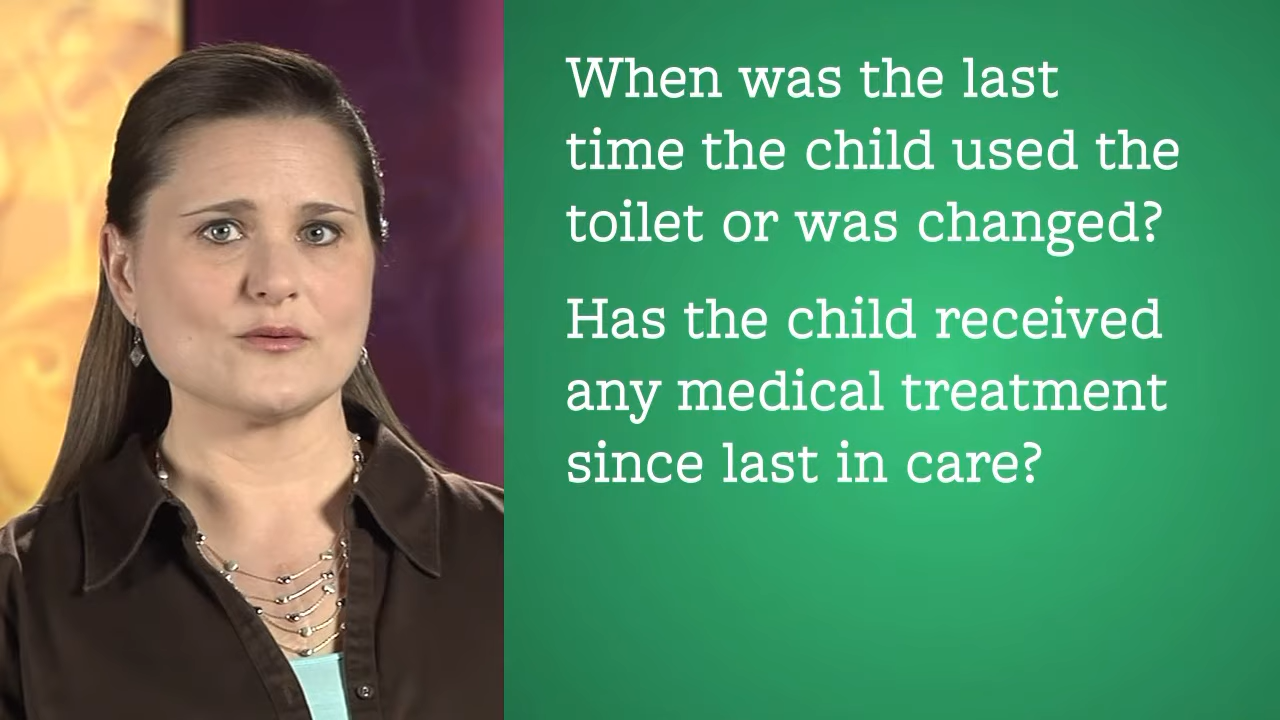 When was the last
time the child used the
toilet or was changed?
Has the child received
any medical treatment
since last in care?